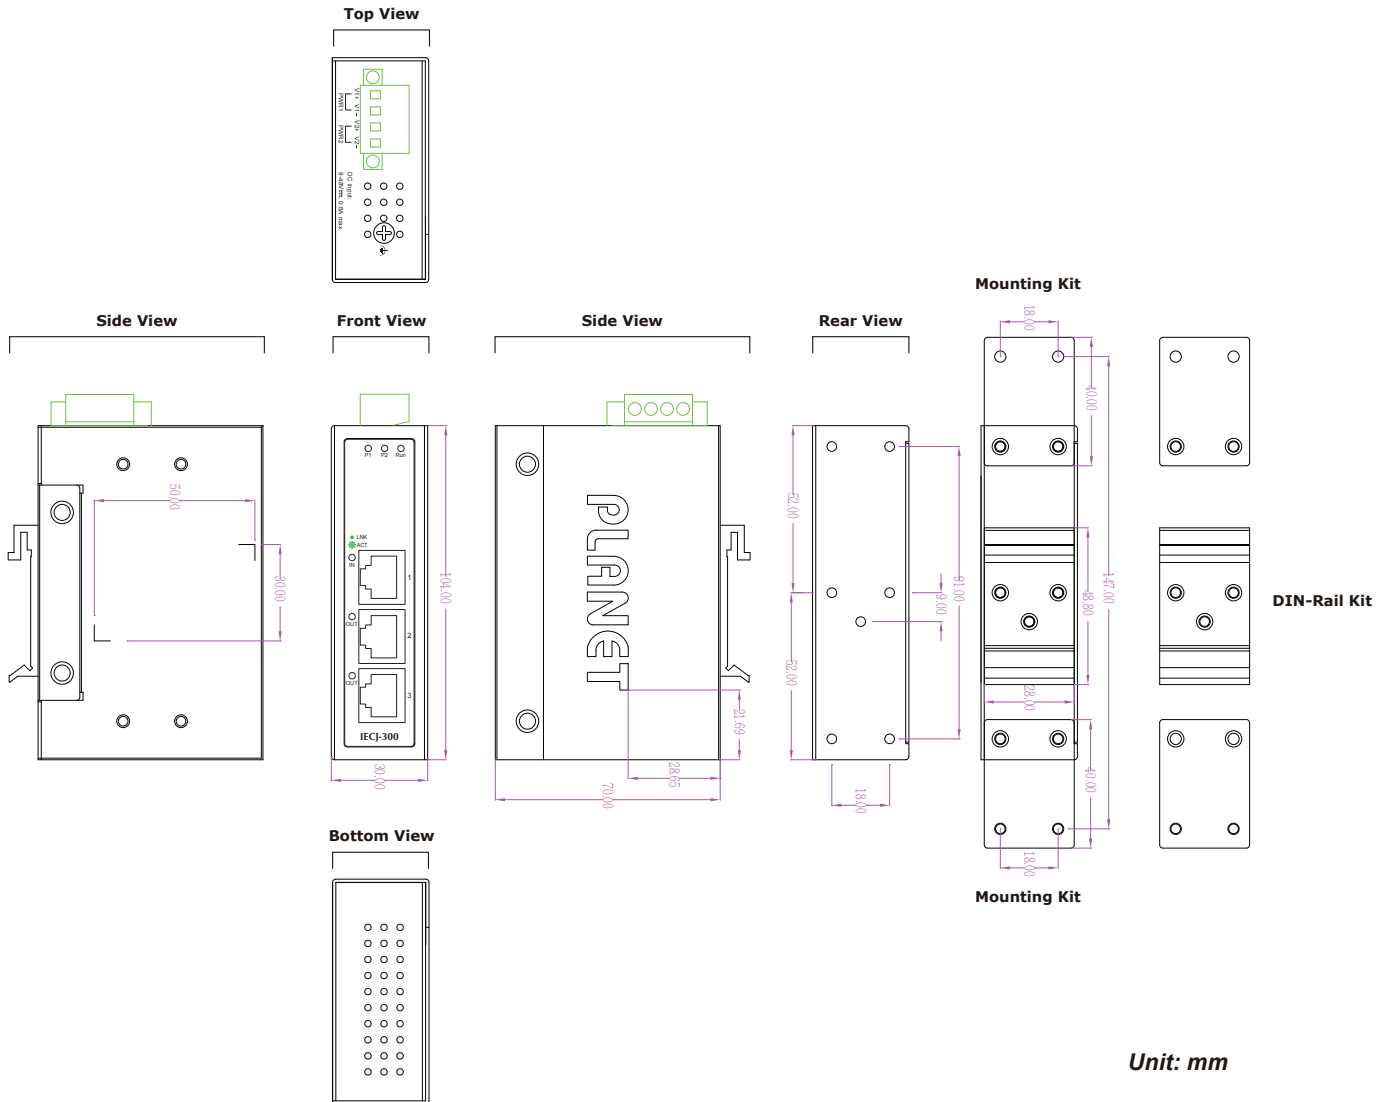 Top View
V1+ V1- V2+ V2-
PWR1 PWR2
DC Input:
9-48V⎓, 0.6A max.
Mounting Kit
Side View
Front View
Side View
Rear View
18.00
40.00
P1 P2 Run
50.00
30.00
LNK
ACT
IN
1
OUT
2
OUT
3
IECJ-300
104.00
30.00
PLANET
21.69
28.65
70.00
52.00
91.00
9.00
52.00
18.00
147.00
48.80
28.00
40.00
18.00
DIN-Rail Kit
Bottom View
Mounting Kit
Unit: mm